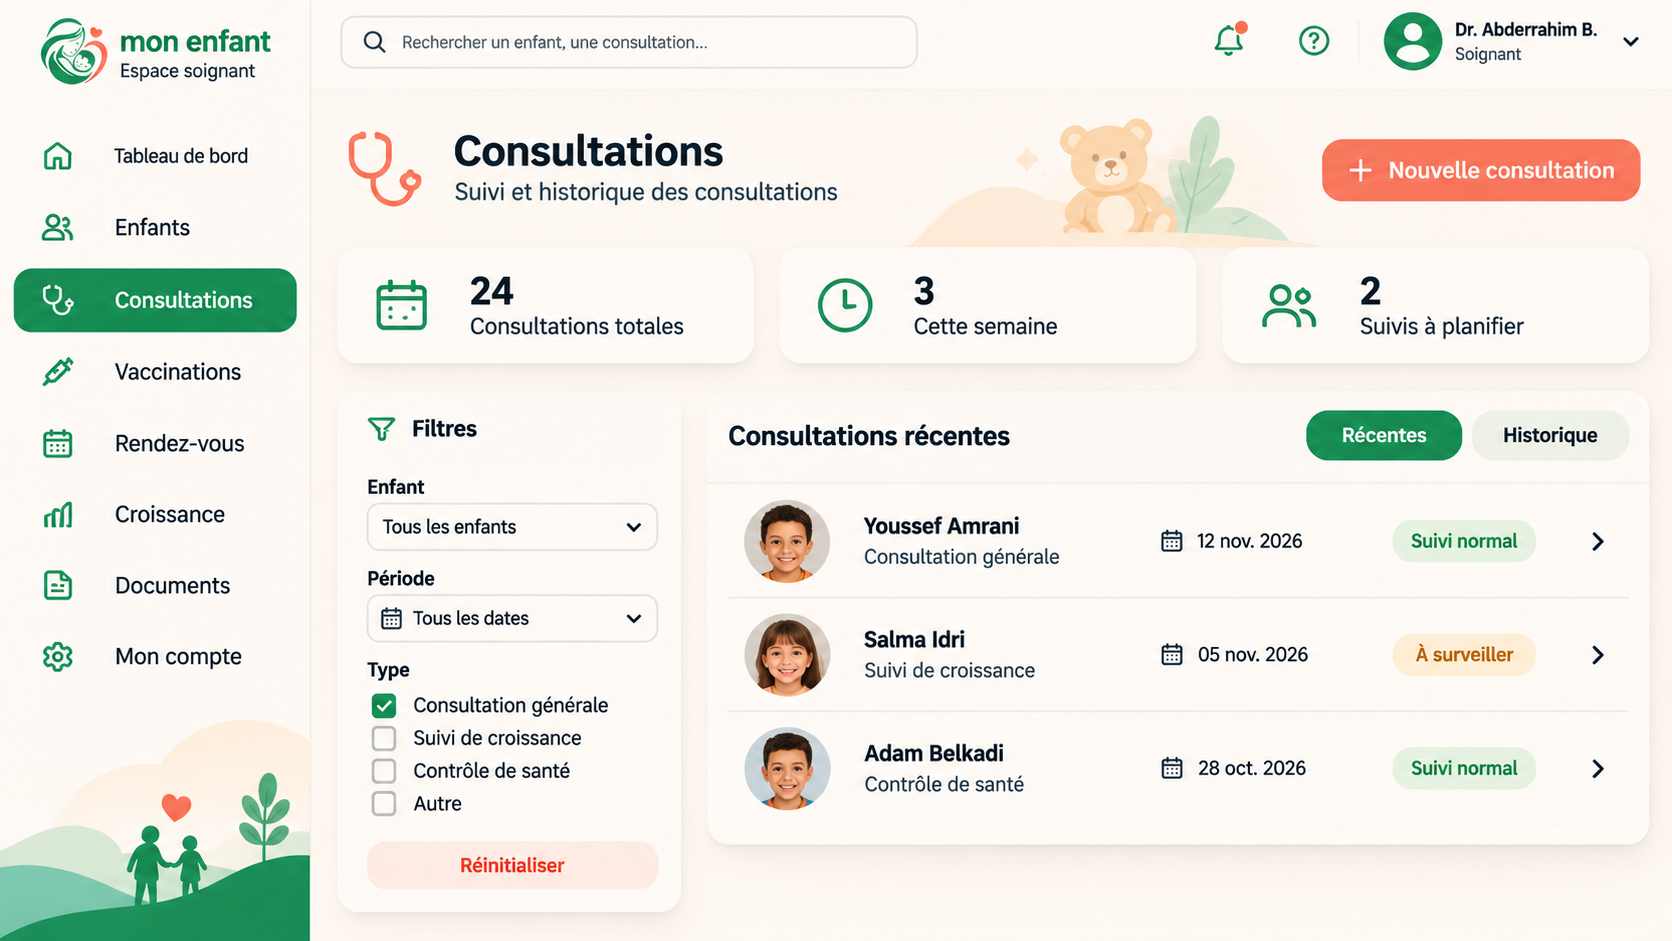 mon enfant
Espace soignant
Rechercher un enfant, une consultation...
Dr. Abderrahim B.
Soignant
Tableau de bord
Enfants
Consultations
Vaccinations
Rendez-vous
Croissance
Documents
Mon compte
Consultations
Suivi et historique des consultations
Nouvelle consultation
24
Consultations totales
3
Cette semaine
2
Suivis à planifier
Filtres
Enfant
Tous les enfants
Période
Tous les dates
Type
Consultation générale
Suivi de croissance
Contrôle de santé
Autre
Réinitialiser
Consultations récentes
Récentes
Historique
Youssef Amrani
Consultation générale
12 nov. 2026
Suivi normal
Salma Idri
Suivi de croissance
05 nov. 2026
À surveiller
Adam Belkadi
Contrôle de santé
28 oct. 2026
Suivi normal